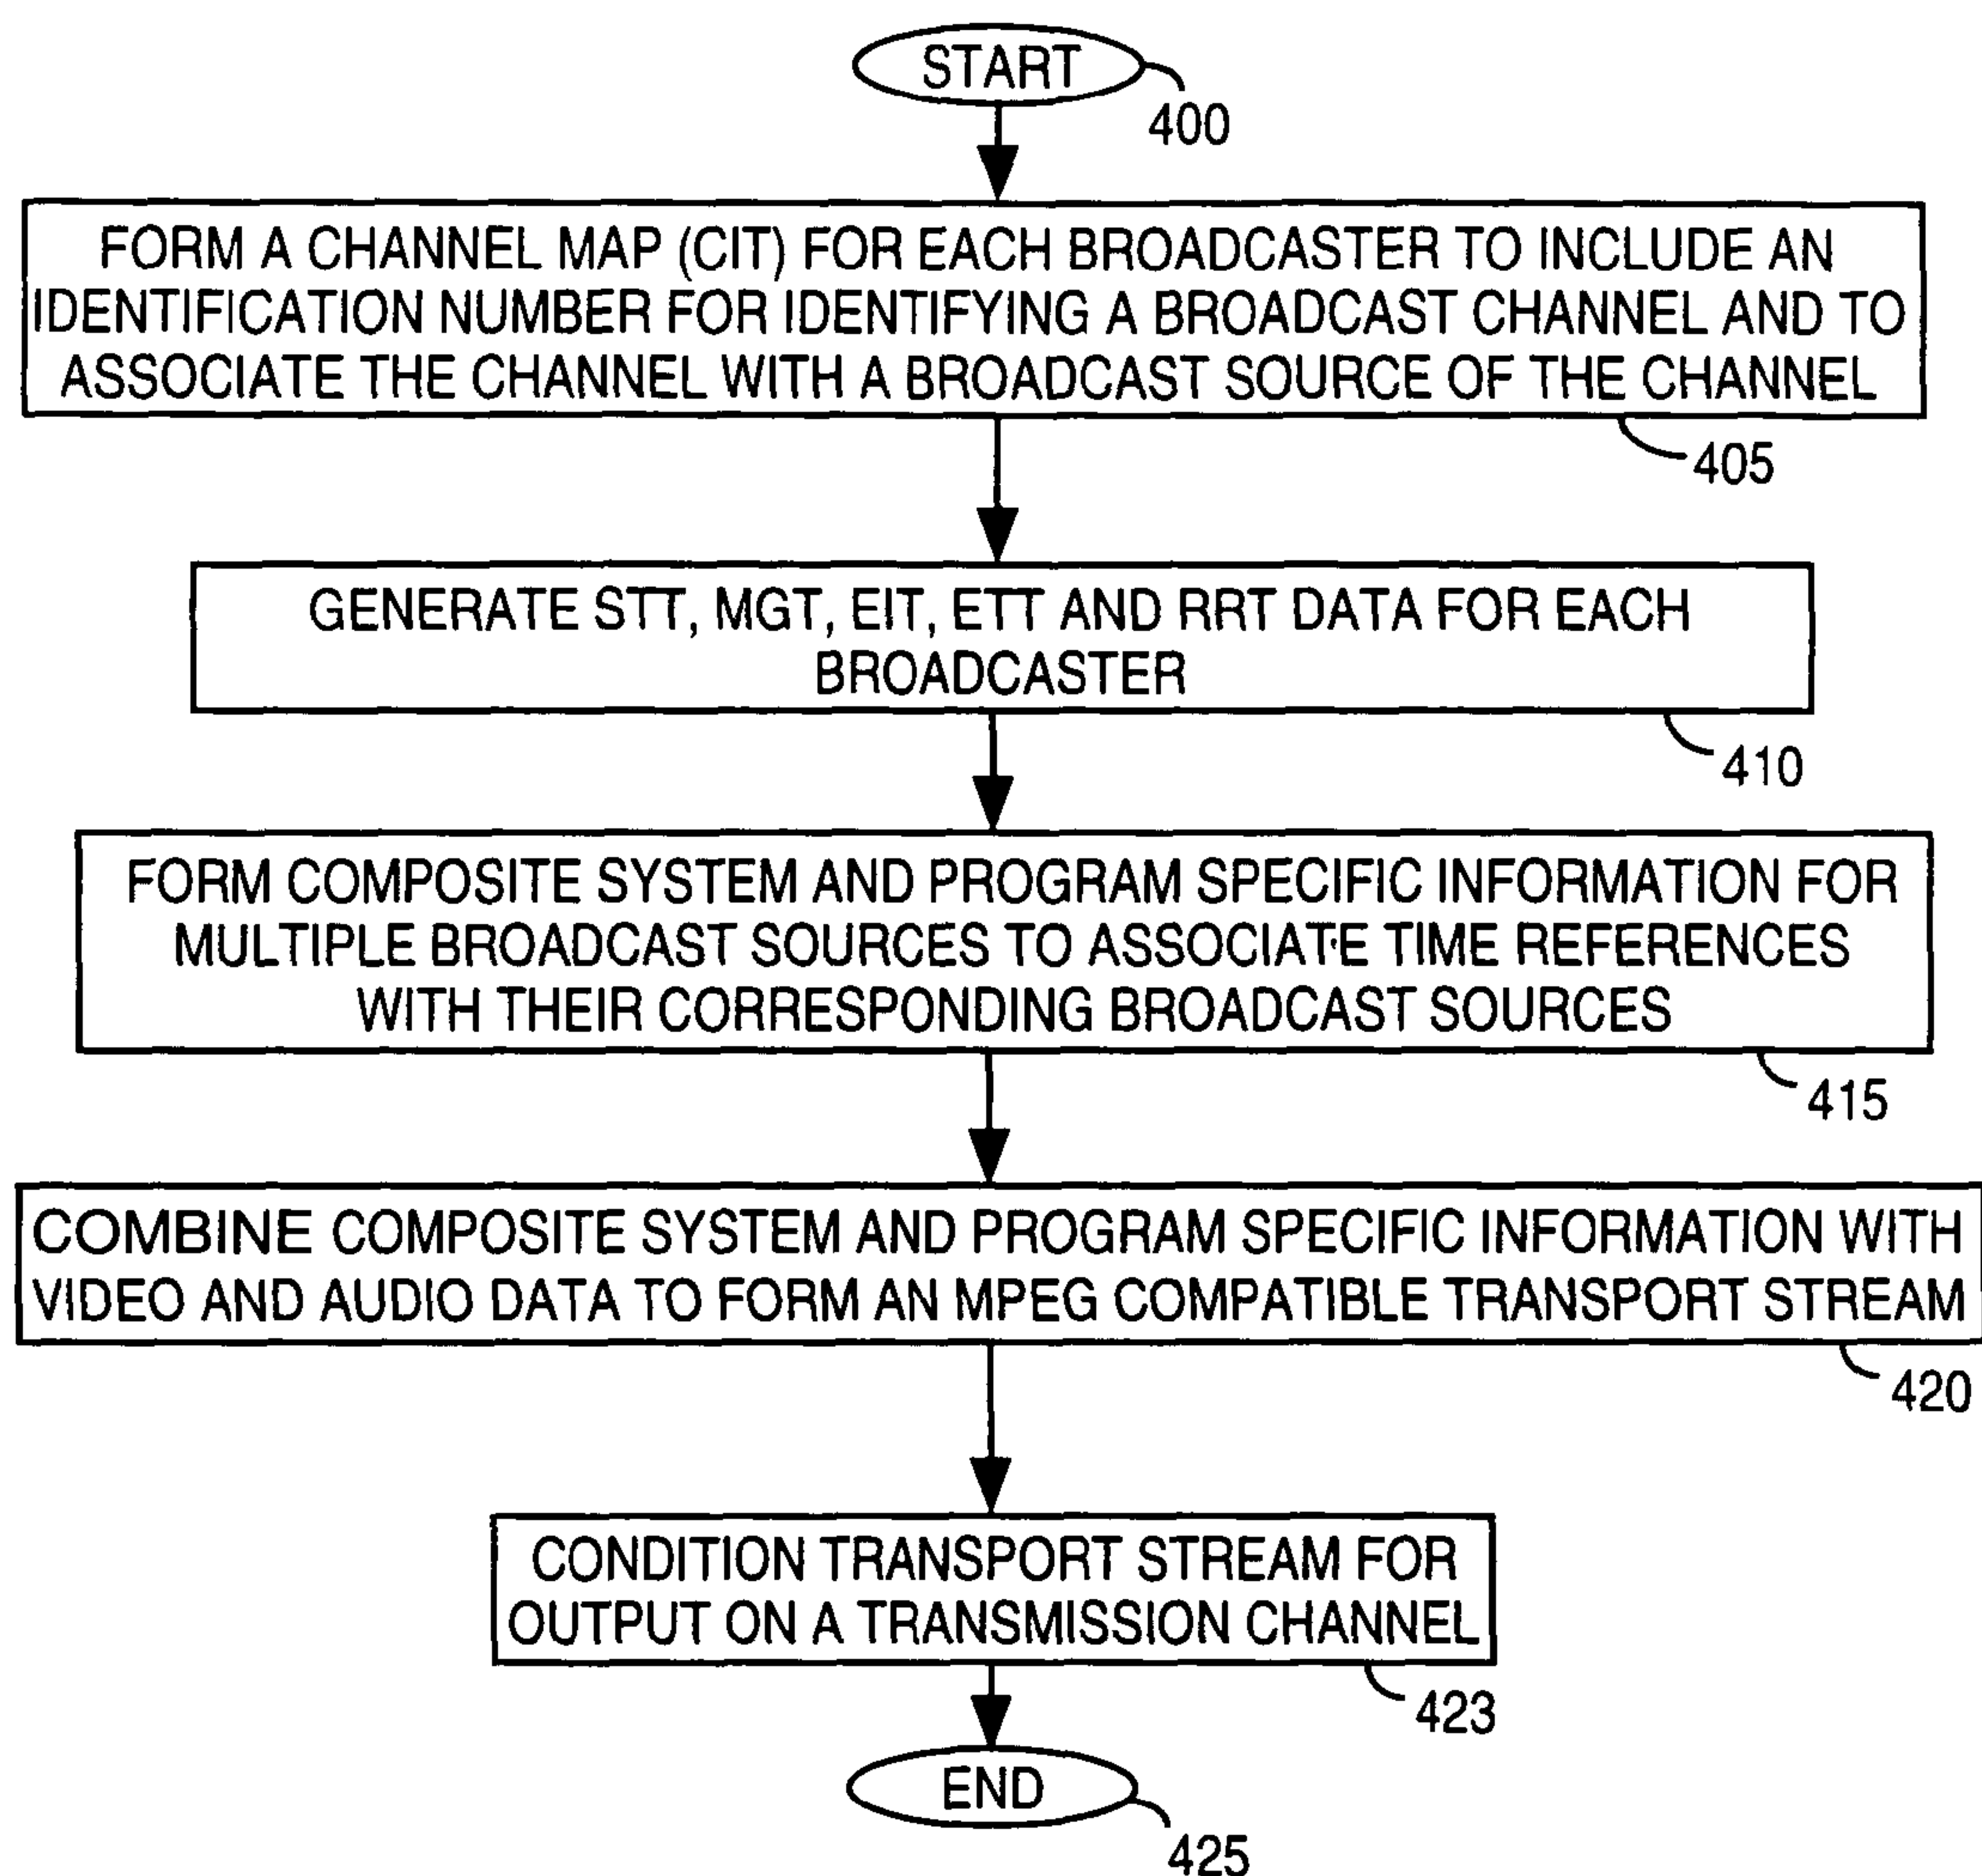 START
400
FORM A CHANNEL MAP (CIT) FOR EACH BROADCASTER TO INCLUDE AN
IDENTIFICATION NUMBER FOR IDENTIFYING A BROADCAST CHANNEL AND TO
ASSOCIATE THE CHANNEL WITH A BROADCAST SOURCE OF THE CHANNEL
405
GENERATE STT, MGT, EIT, ETT AND RRT DATA FOR EACH
BROADCASTER
410
FORM COMPOSITE SYSTEM AND PROGRAM SPECIFIC INFORMATION FOR
MULTIPLE BROADCAST SOURCES TO ASSOCIATE TIME REFERENCES
WITH THEIR CORRESPONDING BROADCAST SOURCES
415
COMBINE COMPOSITE SYSTEM AND PROGRAM SPECIFIC INFORMATION WITH
VIDEO AND AUDIO DATA TO FORM AN MPEG COMPATIBLE TRANSPORT STREAM
420
CONDITION TRANSPORT STREAM FOR
OUTPUT ON A TRANSMISSION CHANNEL
423
END
425